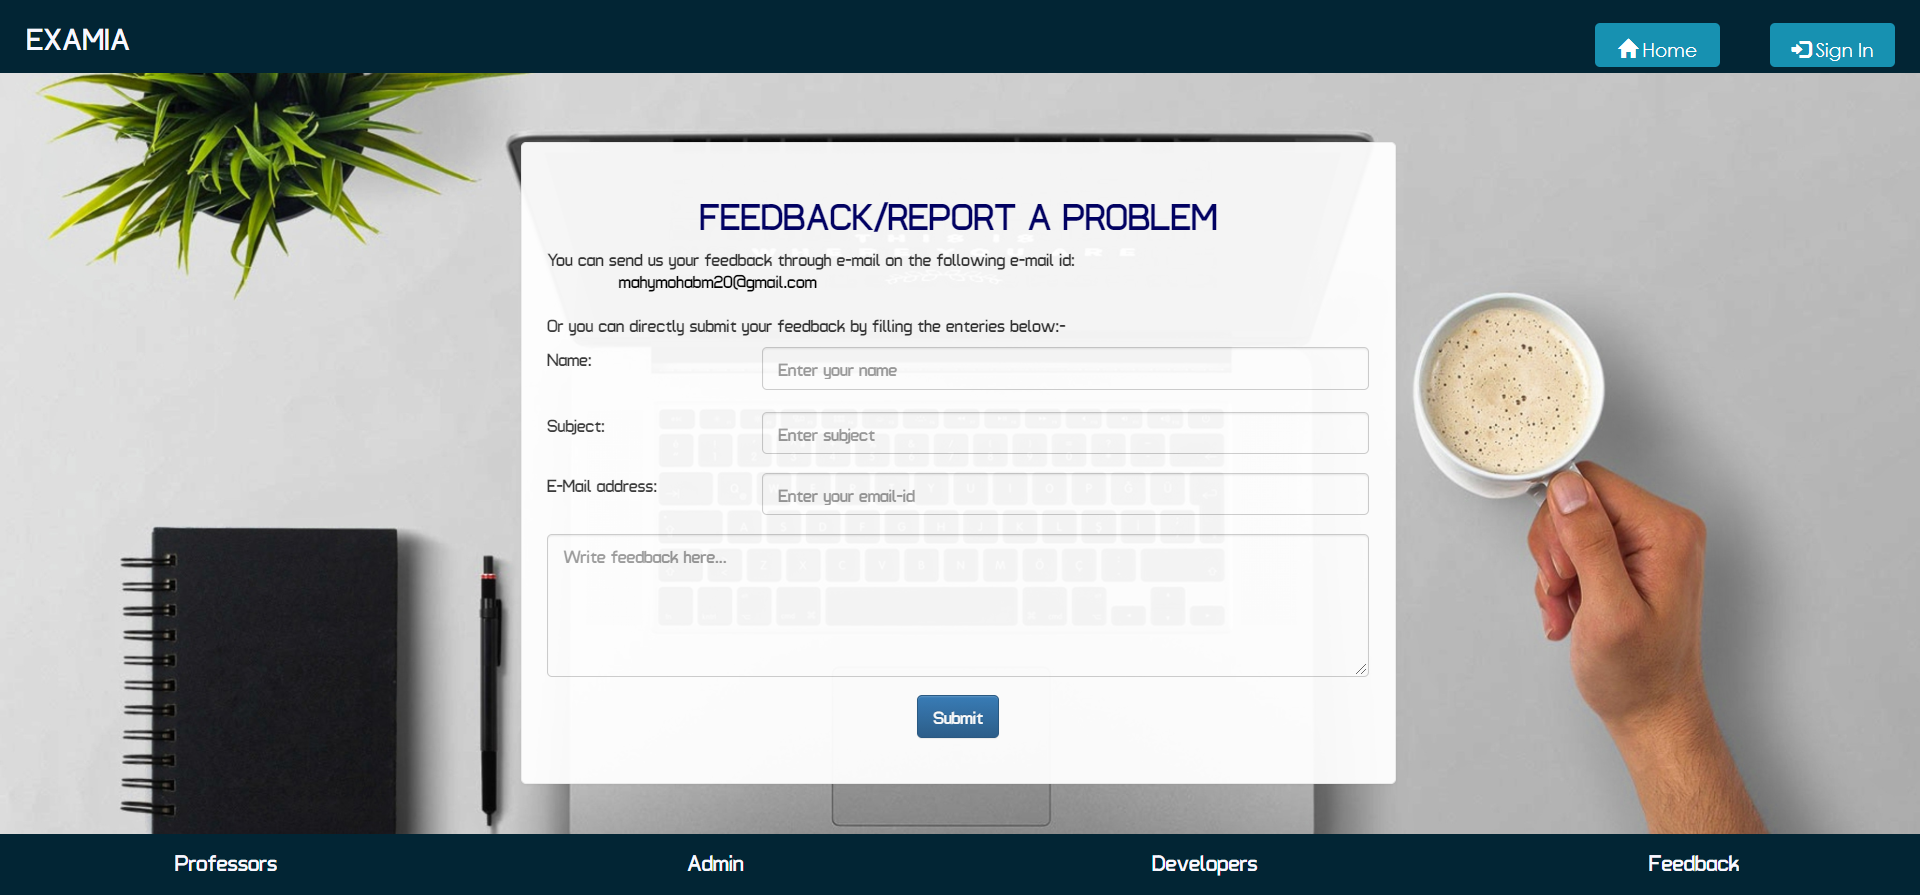 EXAMIA
Home
Sign In
FEEDBACK/REPORT A PROBLEM
You can send us your feedback through e-mail on the following e-mail id:
mahymohabm20@gmail.com
Or you can directly submit your feedback by filling the enteries below:-
Name:
Enter your name
Subject:
Enter subject
E-Mail address:
Enter your email-id
Write feedback here...
Submit
Professors
Admin
Developers
Feedback